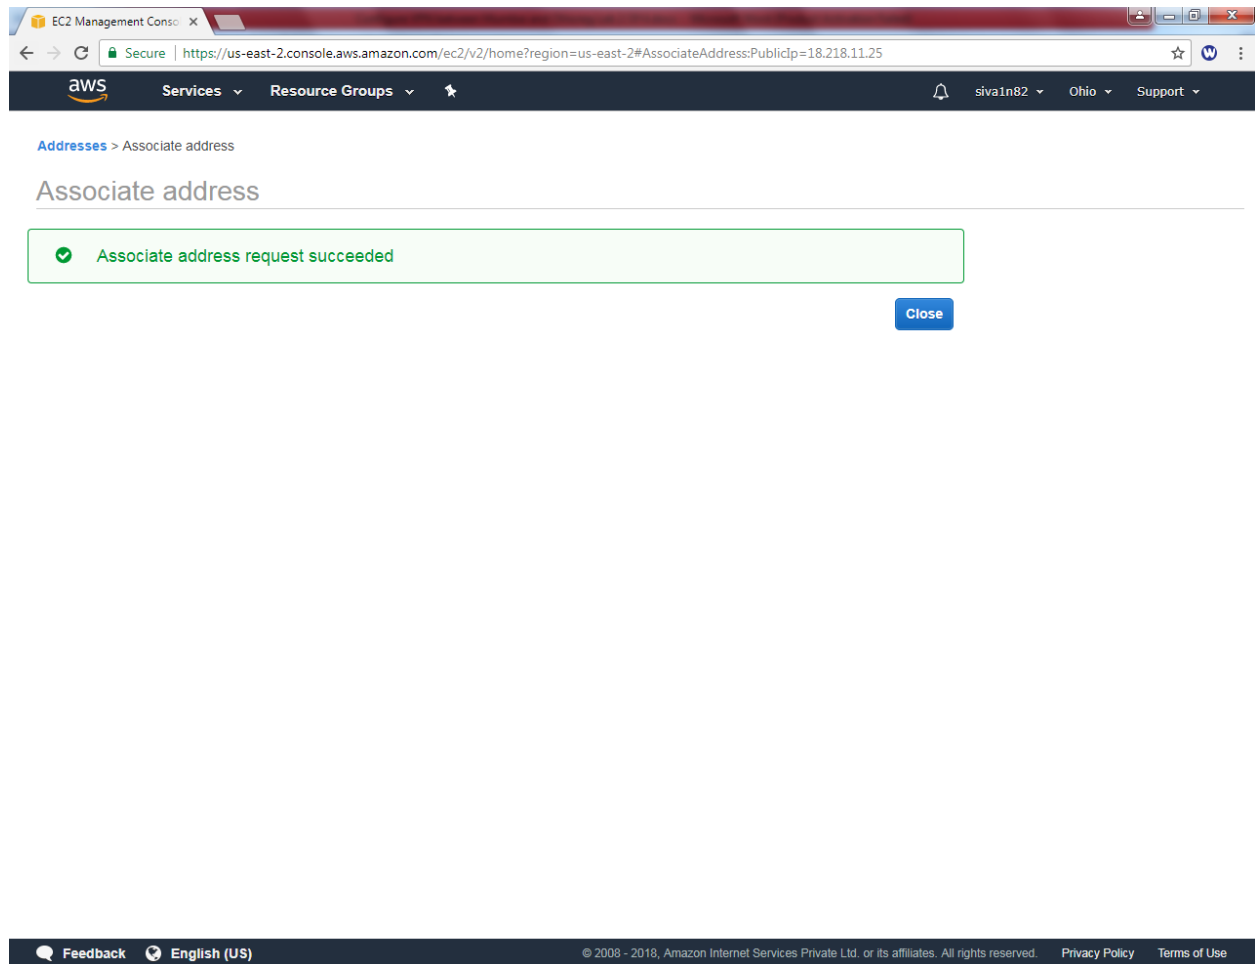 EC2 Management Conso
Secure https://us-east-2.console.aws.amazon.com/ec2/v2/home?region=us-east-2#AssociateAddress:PublicIp=18.218.11.25
W
aws Services Resource Groups siva1n82 Ohio Support
Addresses > Associate address
Associate address
Associate address request succeeded
Close
Feedback English (US) © 2008 - 2018, Amazon Internet Services Private Ltd. or its affiliates. All rights reserved. Privacy Policy Terms of Use